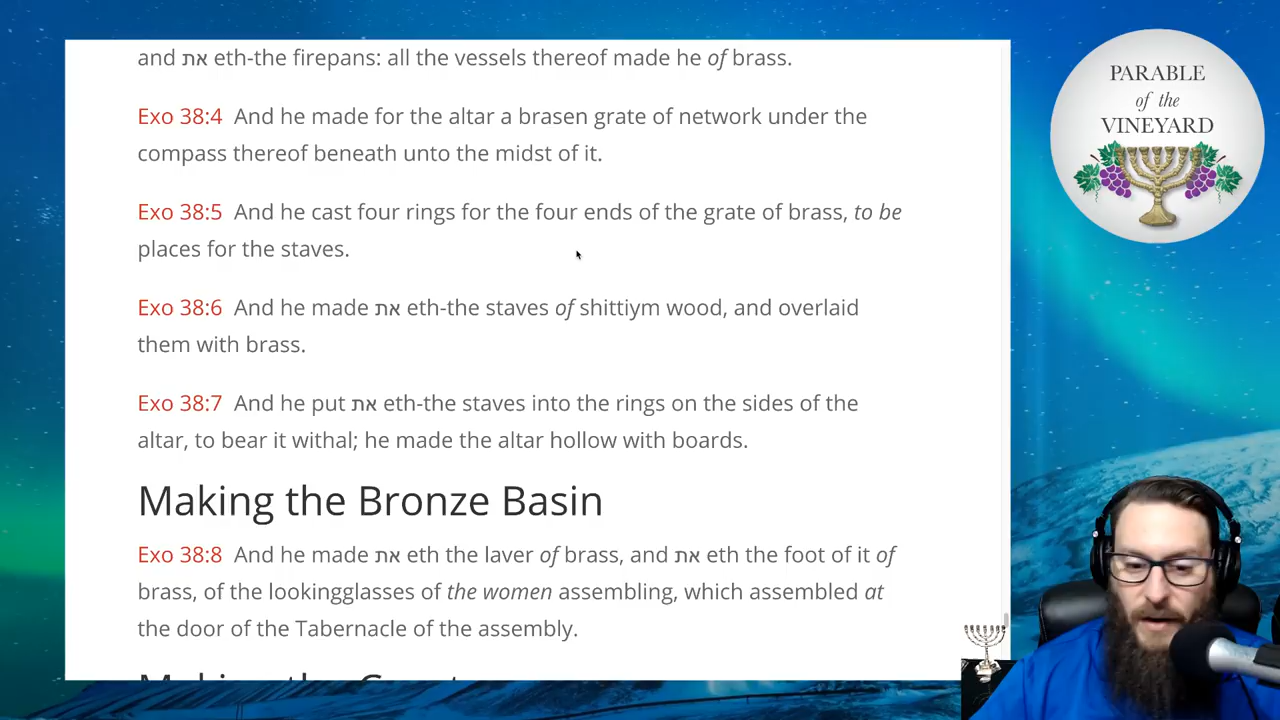 and את eth-the firepans: all the vessels thereof made he of brass.
Exo 38:4 And he made for the altar a brasen grate of network under the
compass thereof beneath unto the midst of it.
Exo 38:5 And he cast four rings for the four ends of the grate of brass, to be
places for the staves.
Exo 38:6 And he made את eth-the staves of shittiym wood, and overlaid
them with brass.
Exo 38:7 And he put את eth-the staves into the rings on the sides of the
altar, to bear it withal; he made the altar hollow with boards.
Making the Bronze Basin
Exo 38:8 And he made את eth the laver of brass, and את eth the foot of it of
brass, of the lookingglasses of the women assembling, which assembled at
the door of the Tabernacle of the assembly.
PARABLE
of the
VINEYARD